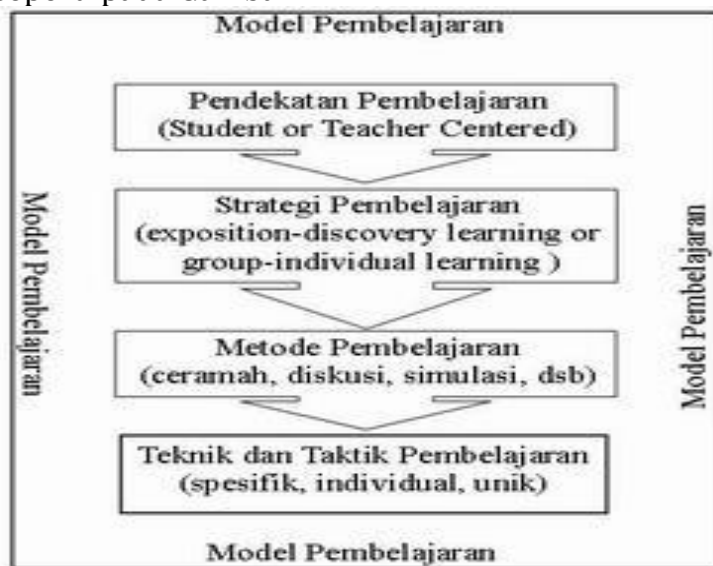 Model Pembelajaran
Pendekatan Pembelajaran
(Student or Teacher Centered)
Strategi Pembelajaran
(exposition-discovery learning or
group-individual learning )
Metode Pembelajaran
(ceramah, diskusi, simulasi, dsb)
Teknik dan Taktik Pembelajaran
(spesifik, individual, unik)
Model Pembelajaran
Model Pembelajaran
Model Pembelajaran